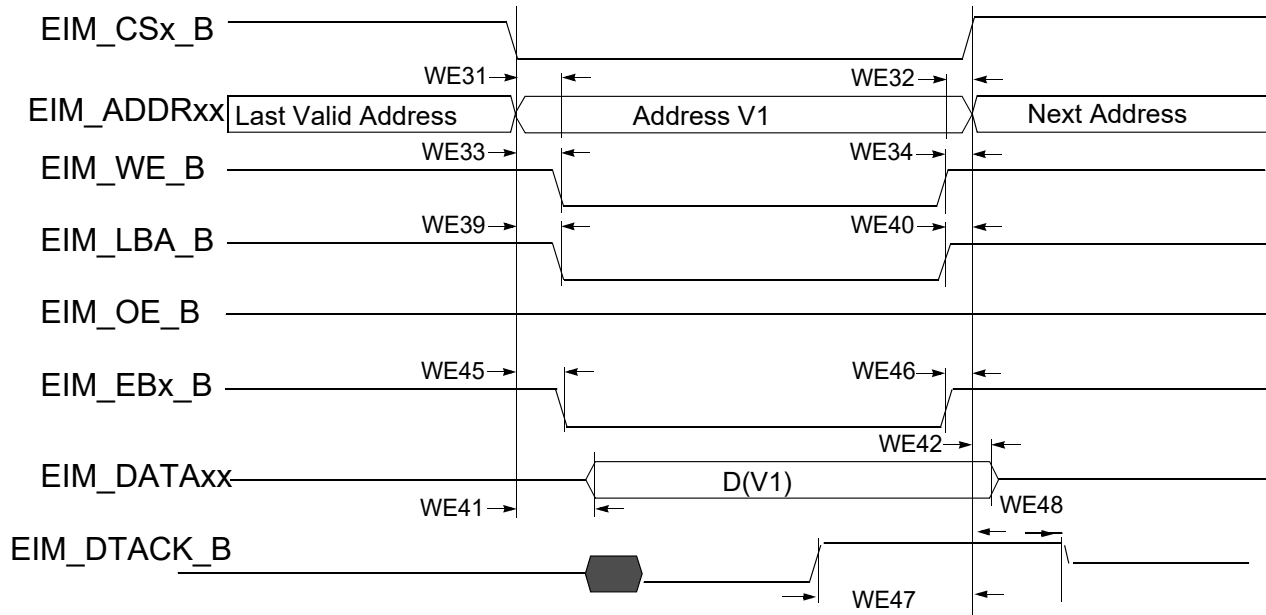 EIM_CSx_B
WE31
WE32
EIM_ADDRxx
Last Valid Address
Address V1
Next Address
WE33
WE34
EIM_WE_B
WE39
WE40
EIM_LBA_B
EIM_OE_B
WE45
WE46
EIM_EBx_B
WE42
EIM_DATAxx
D(V1)
WE41
WE48
EIM_DTACK_B
WE47